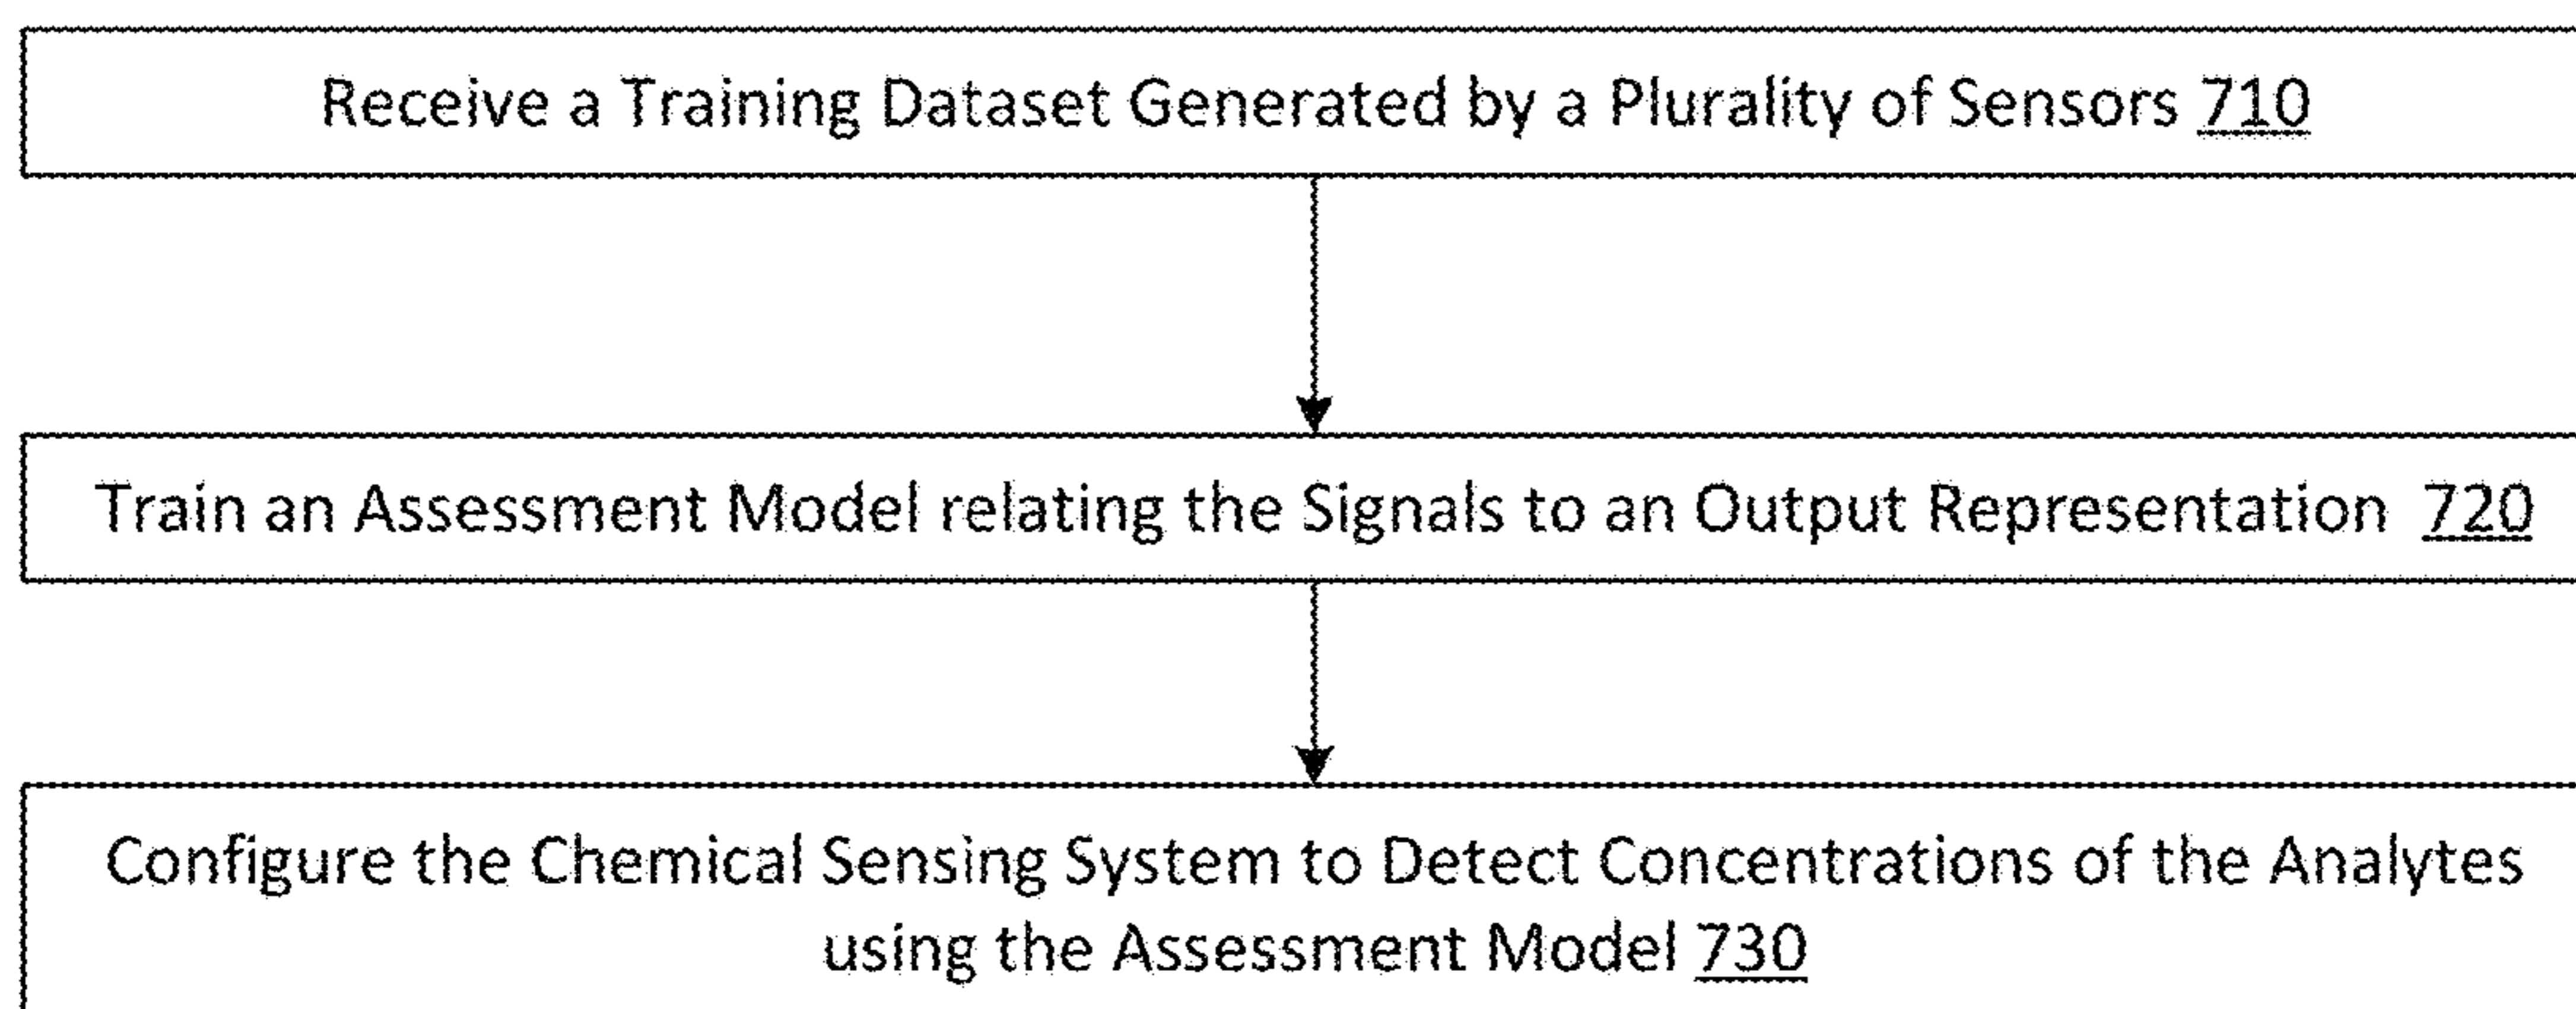 Receive a Training Dataset Generated by a Plurality of Sensors 710
Train an Assessment Model relating the Signals to an Output Representation 720
Configure the Chemical Sensing System to Detect Concentrations of the Analytes
using the Assessment Model 730